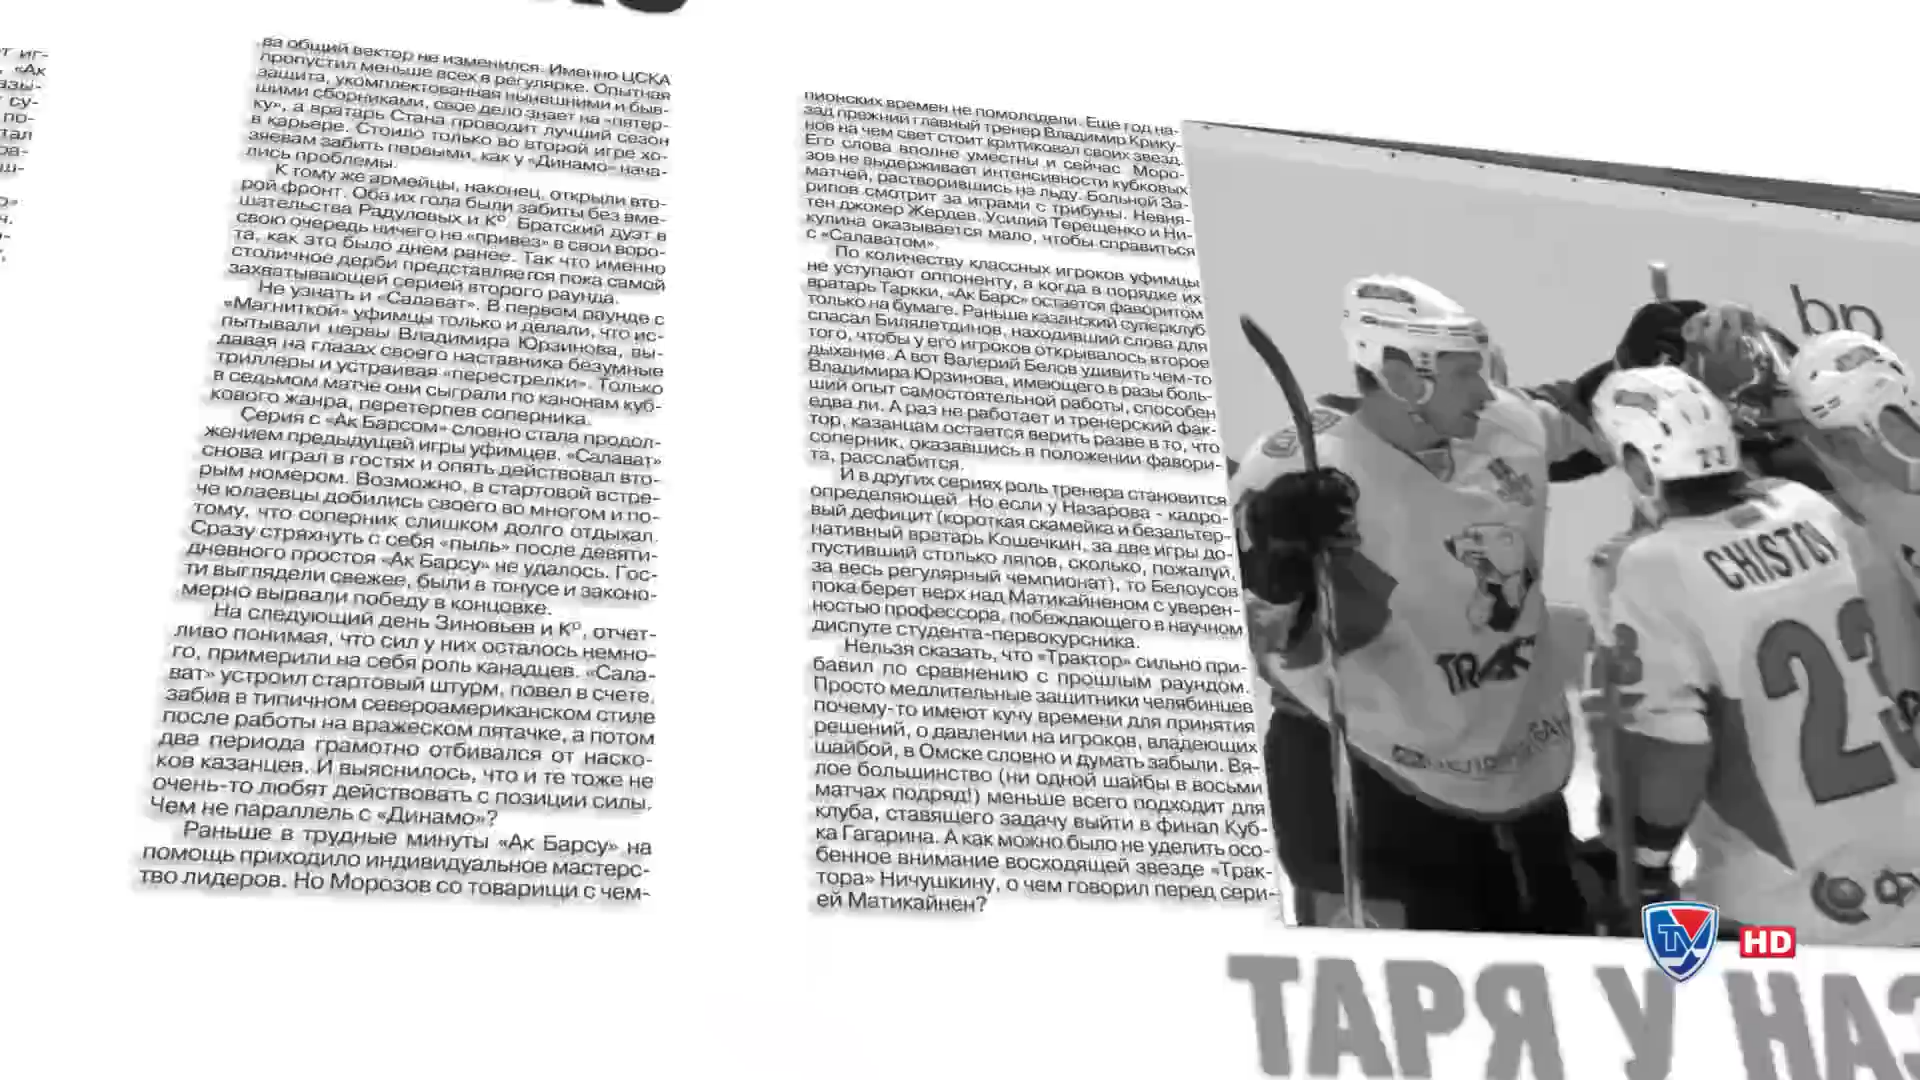 т иг-
«Ак
азы-
су-
по-
тал
ра-
ва общий вектор не изменился. Именно ЦСКА
пропустил меньше всех в регулярке. Опытная
защита, укомплектованная нынешними и быв-
шими сборниками, свое дело знает на «пятер-
ку», а вратарь Стана проводит лучший сезон
в карьере. Стоило только во второй игре хо-
зяевам забить первыми, как у «Динамо» нача-
лись проблемы.
К тому же армейцы, наконец, открыли вто-
рой фронт. Оба их гола были забиты без вме-
шательства Радуловых и Кº. Братский дуэт в
свою очередь ничего не «привез» в свои воро-
та, как это было днем ранее. Так что именно
столичное дерби представляется пока самой
захватывающей серией второго раунда.
Не узнать и «Салават». В первом раунде с
«Магниткой» уфимцы только и делали, что ис-
пытывали нервы Владимира Юрзинова, вы-
давая на глазах своего наставника безумные
триллеры и устраивая «перестрелки». Только
в седьмом матче они сыграли по канонам куб-
кового жанра, перетерпев соперника.
Серия с «Ак Барсом» словно стала продол-
жением предыдущей игры уфимцев. «Салават»
снова играл в гостях и опять действовал вто-
рым номером. Возможно, в стартовой встре-
че юлаевцы добились своего во многом и по-
тому, что соперник слишком долго отдыхал.
Сразу стряхнуть с себя «пыль» после девяти-
дневного простоя «Ак Барсу» не удалось. Гос-
ти выглядели свежее, были в тонусе и законо-
мерно вырвали победу в концовке.
На следующий день Зиновьев и Кº, отчет-
ливо понимая, что сил у них осталось немно-
го, примерили на себя роль канадцев. «Сала-
ват» устроил стартовый штурм, повел в счете,
забив в типичном североамериканском стиле
после работы на вражеском пятачке, а потом
два периода грамотно отбивался от наско-
ков казанцев. И выяснилось, что и те тоже не
очень-то любят действовать с позиции силы.
Чем не параллель с «Динамо»?
Раньше в трудные минуты «Ак Барсу» на
помощь приходило индивидуальное мастерс-
тво лидеров. Но Морозов со товарищи с чем-
пионских времен не помолодели. Еще год на-
зад прежний главный тренер Владимир Крику-
нов на чем свет стоит критиковал своих звезд.
Его слова вполне уместны и сейчас. Моро-
зов не выдерживает интенсивности кубковых
матчей, растворившись на льду. Больной За-
рипов смотрит за играми с трибуны. Невня-
тен джокер Жердев. Усилий Терещенко и Ни-
кулина оказывается мало, чтобы справиться
с «Салаватом».
По количеству классных игроков уфимцы
не уступают оппоненту, а когда в порядке их
вратарь Таркки, «Ак Барс» остается фаворитом
только на бумаге. Раньше казанский суперклуб
спасал Билялетдинов, находивший слова для
того, чтобы у его игроков открывалось второе
дыхание. А вот Валерий Белов удивить чем-то
Владимира Юрзинова, имеющего в разы боль-
ший опыт самостоятельной работы, способен
едва ли. А раз не работает и тренерский фак-
тор, казанцам остается верить разве в то, что
соперник, оказавшись в положении фавори-
та, расслабится.
И в других сериях роль тренера становится
определяющей. Но если у Назарова - кадро-
вый дефицит (короткая скамейка и безальтер-
нативный вратарь Кошечкин, за две игры до-
пустивший столько ляпов, сколько, пожалуй,
за весь регулярный чемпионат), то Белоусов
пока берет верх над Матикайненом с уверен-
ностью профессора, побеждающего в научном
диспуте студента-первокурсника.
Нельзя сказать, что «Трактор» сильно при-
бавил по сравнению с прошлым раундом.
Просто медлительные защитники челябинцев
почему-то имеют кучу времени для принятия
решений, о давлении на игроков, владеющих
шайбой, в Омске словно и думать забыли. Вя-
лое большинство (ни одной шайбы в восьми
матчах подряд!) меньше всего подходит для
клуба, ставящего задачу выйти в финал Куб-
ка Гагарина. А как можно было не уделить осо-
бенное внимание восходящей звезде «Трак-
тора» Ничушкину, о чем говорил перед сери-
ей Матикайнен?
bp
CHISTOV
23
TRAK
TV HD
ТАРЯ У НАЗ